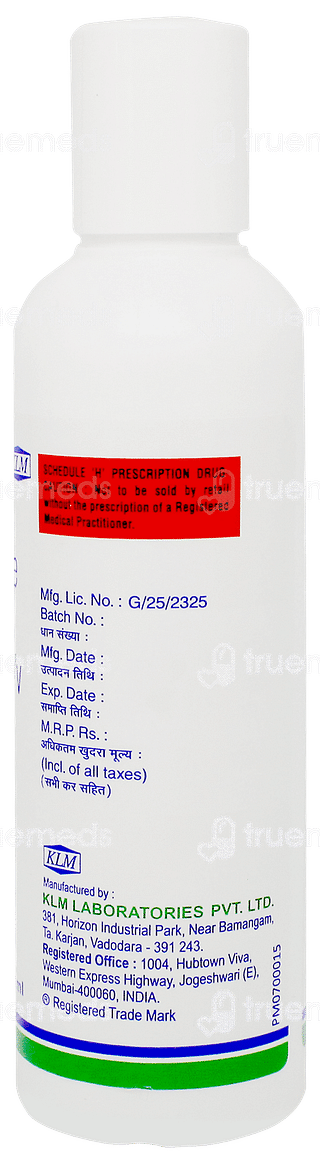 KLM
SCHEDULE 'H' PRESCRIPTION DRUG
CAUTION: Not to be sold by retail
without the prescription of a Registered
Medical Practitioner.
Mfg. Lic. No. : G/25/2325
Batch No. :
धान संख्या :
Mfg. Date :
उत्पादन तिथि :
Exp. Date :
समाप्ति तिथि :
M.R.P. Rs. :
अधिकतम खुदरा मूल्य :
(Incl. of all taxes)
(सभी कर सहित)
KLM
Manufactured by :
KLM LABORATORIES PVT. LTD.
381, Horizon Industrial Park, Near Bamangam,
Ta. Karjan, Vadodara - 391 243.
Registered Office : 1004, Hubtown Viva,
Western Express Highway, Jogeshwari (E),
Mumbai-400060, INDIA.
® Registered Trade Mark
PM0700015
truemeds